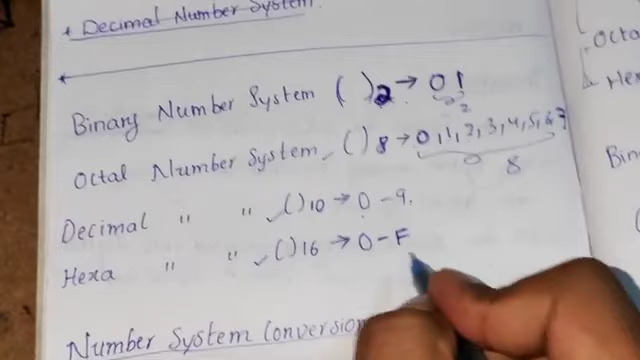 * Decimal Number System
Binary Number System ( )2 → 0 1
2
Octal Number System ( )8 → 0,1,2,3,4,5,6,7
8
Decimal " " ( )10 → 0-9.
Hexa " " ( )16 → 0-F
Number System Conversion
Octa
Hex
Bin